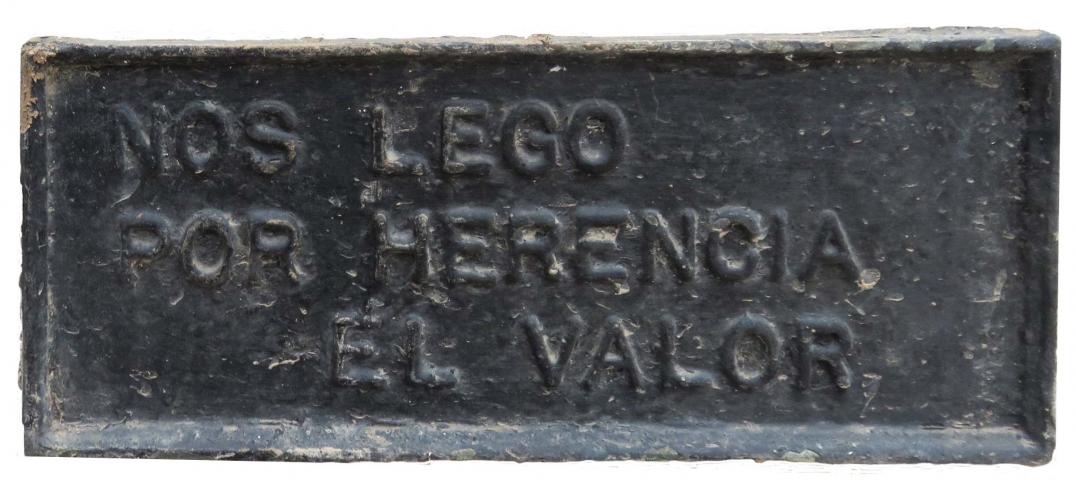 NOS LEGO
POR HERENCIA
EL VALOR